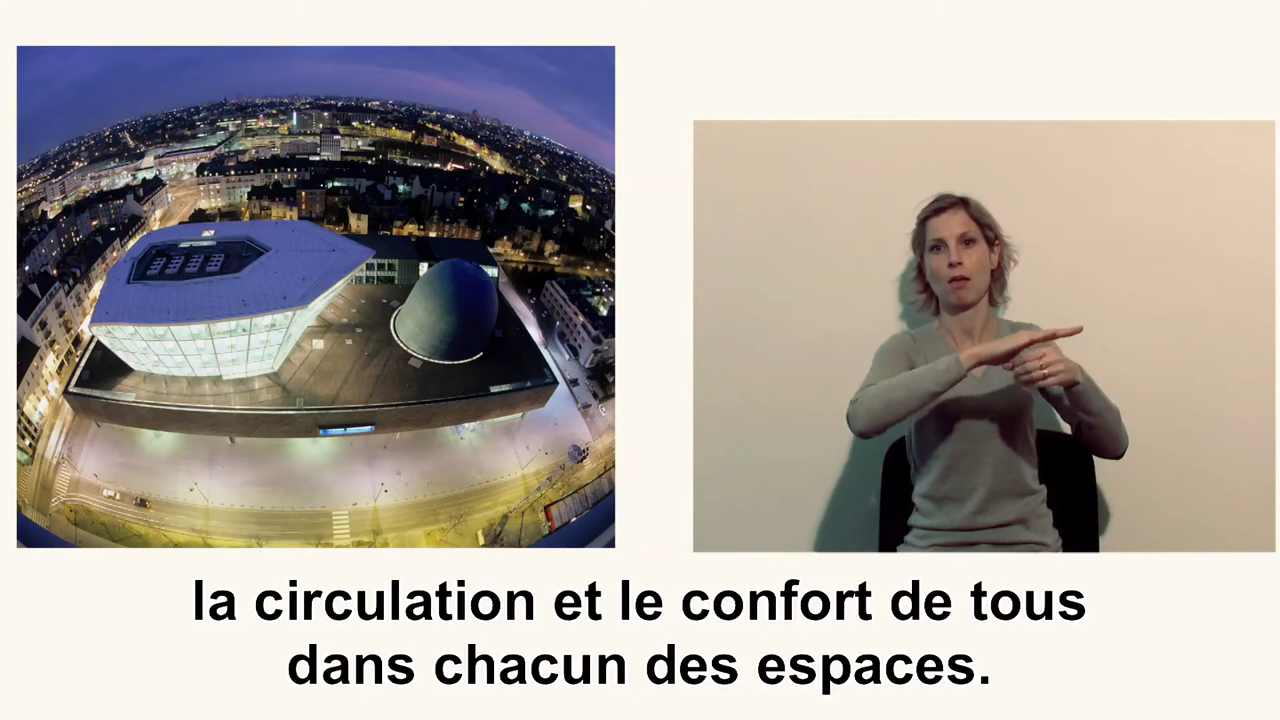 la circulation et le confort de tous
dans chacun des espaces.